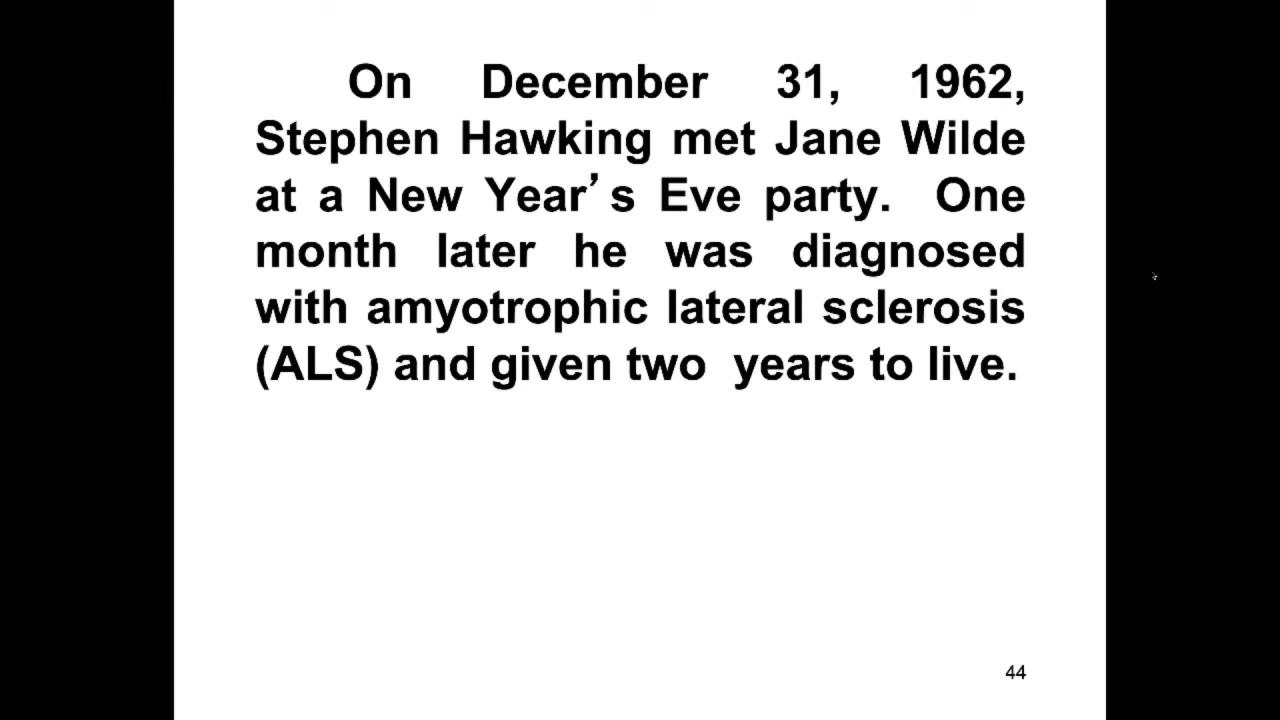 On December 31, 1962,
Stephen Hawking met Jane Wilde
at a New Year’s Eve party.  One
month later he was diagnosed
with amyotrophic lateral sclerosis
(ALS) and given two  years to live.
44